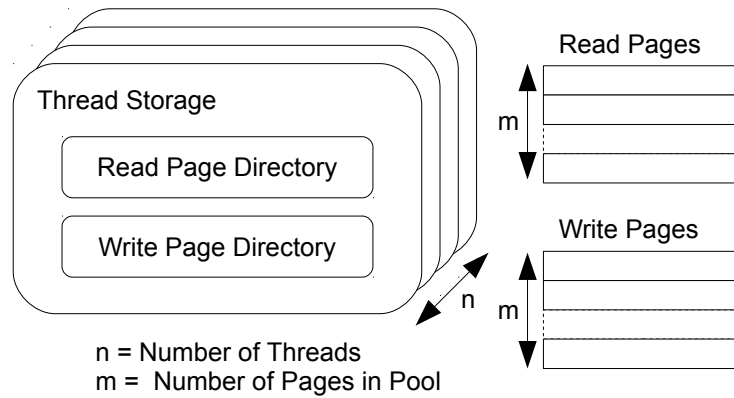 Thread Storage
Read Page Directory
Write Page Directory
n
n = Number of Threads
m = Number of Pages in Pool
Read Pages
m
Write Pages
m